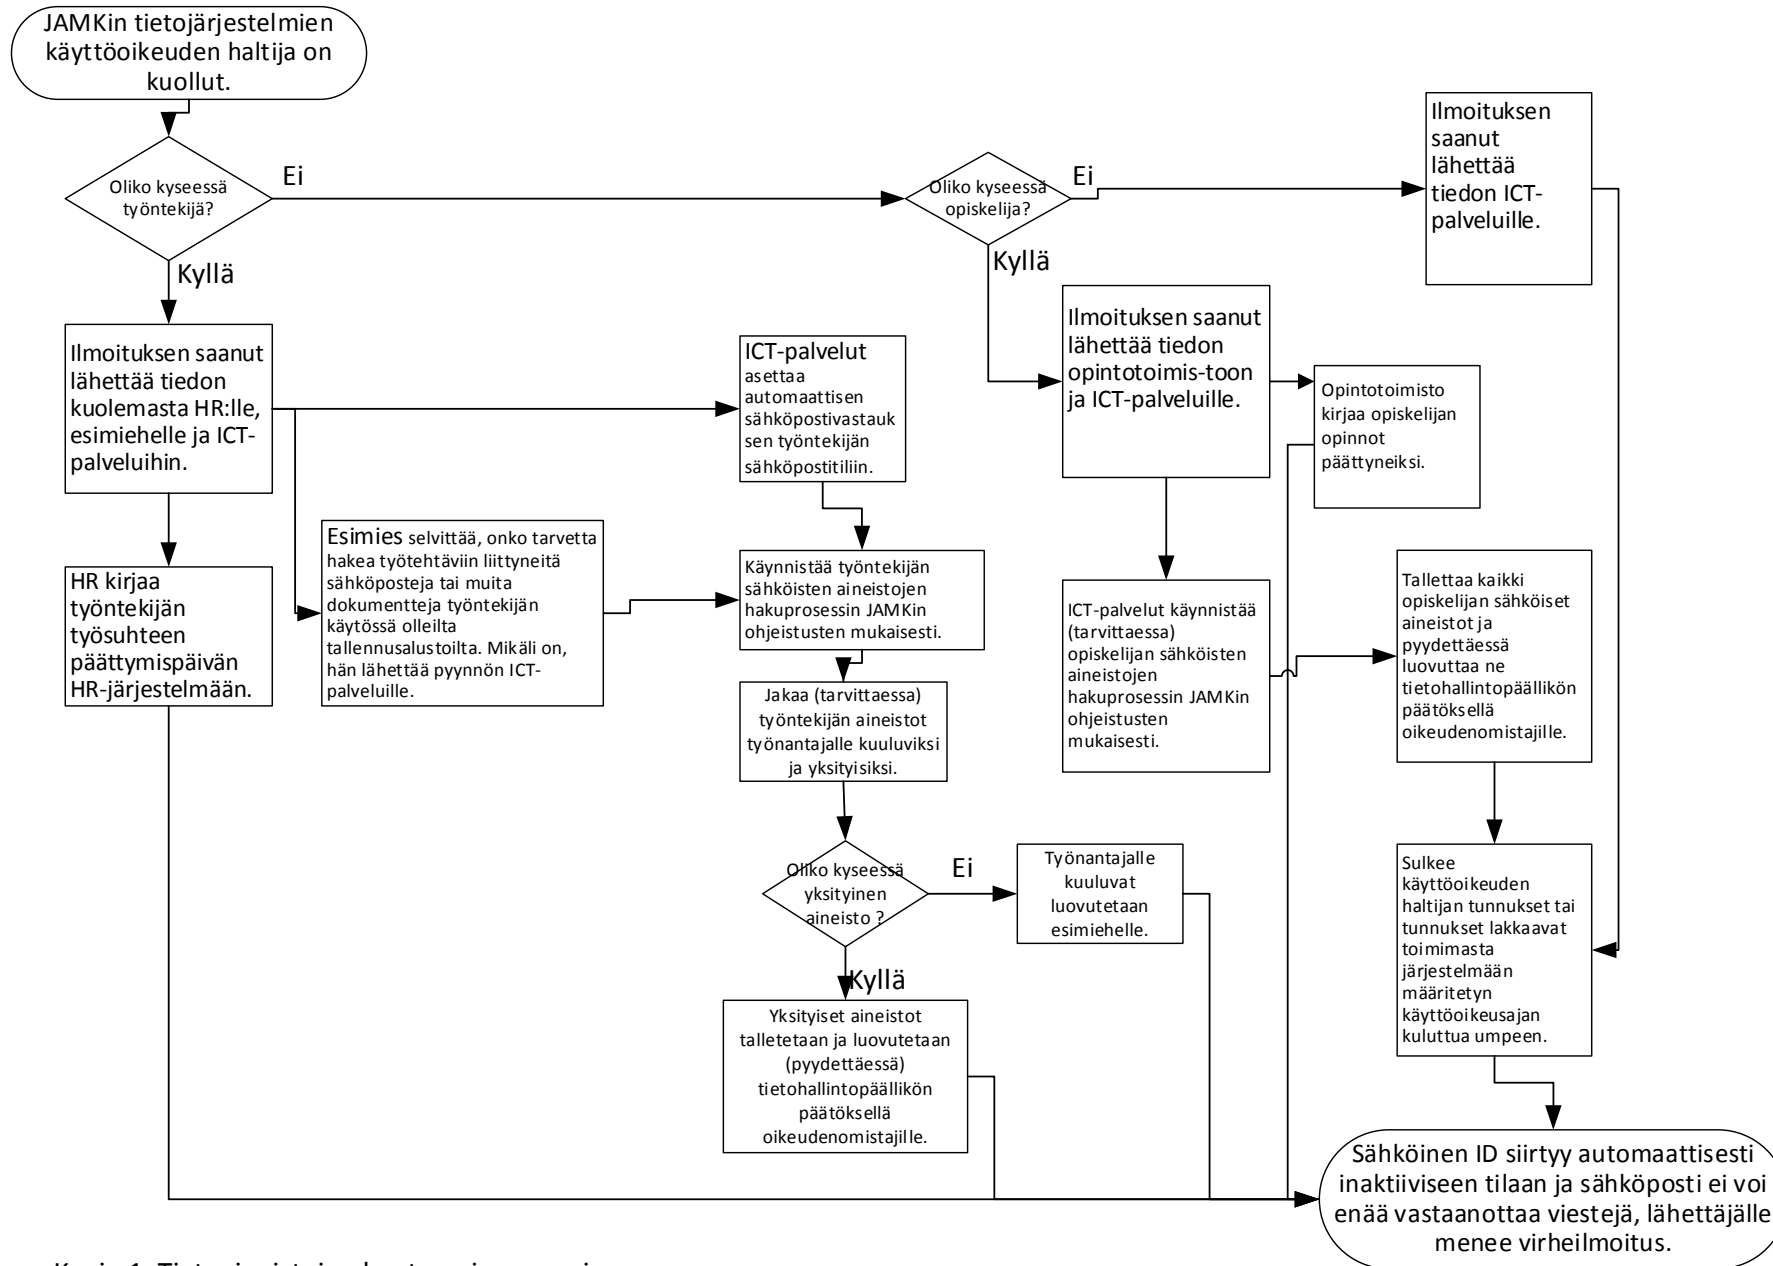 JAMKin tietojärjestelmien
käyttöoikeuden haltija on
kuollut.
Oliko kyseessä
työntekijä?
Ei
Kyllä
Oliko kyseessä
opiskelija?
Ei
Kyllä
Ilmoituksen
saanut
lähettää
tiedon ICT-
palveluille.
Ilmoituksen saanut
lähettää tiedon
kuolemasta HR:lle,
esimiehelle ja ICT-
palveluihin.
ICT-palvelut
asettaa
automaattisen
sähköpostivastauk
sen työntekijän
sähköpostitiliin.
Ilmoituksen saanut
lähettää tiedon
opintotoimis-toon
ja ICT-palveluille.
Opintotoimisto
kirjaa opiskelijan
opinnot
päättyneiksi.
HR kirjaa
työntekijän
työsuhteen
päättymispäivän
HR-järjestelmään.
Esimies selvittää, onko tarvetta
hakea työtehtäviin liittyneitä
sähköposteja tai muita
dokumentteja työntekijän
käytössä olleilta
tallennusalustoilta. Mikäli on,
hän lähettää pyynnön ICT-
palveluille.
Käynnistää työntekijän
sähköisten aineistojen
hakuprosessin JAMKin
ohjeistusten mukaisesti.
Jakaa (tarvittaessa)
työntekijän aineistot
työnantajalle kuuluviksi
ja yksityisiksi.
ICT-palvelut käynnistää
(tarvittaessa)
opiskelijan sähköisten
aineistojen
hakuprosessin JAMKin
ohjeistusten
mukaisesti.
Tallettaa kaikki
opiskelijan sähköiset
aineistot ja
pyydettäessä
luovuttaa ne
tietohallintopäällikön
päätöksellä
oikeudenomistajille.
Oliko kyseessä
yksityinen
aineisto ?
Ei
Kyllä
Työnantajalle
kuuluvat
luovutetaan
esimiehelle.
Sulkee
käyttöoikeuden
haltijan tunnukset tai
tunnukset lakkaavat
toimimasta
järjestelmään
määritetyn
käyttöoikeusajan
kuluttua umpeen.
Yksityiset aineistot
talletetaan ja luovutetaan
(pyydettäessä)
tietohallintopäällikön
päätöksellä
oikeudenomistajille.
Sähköinen ID siirtyy automaattisesti
inaktiiviseen tilaan ja sähköposti ei voi
enää vastaanottaa viestejä, lähettäjälle
menee virheilmoitus.